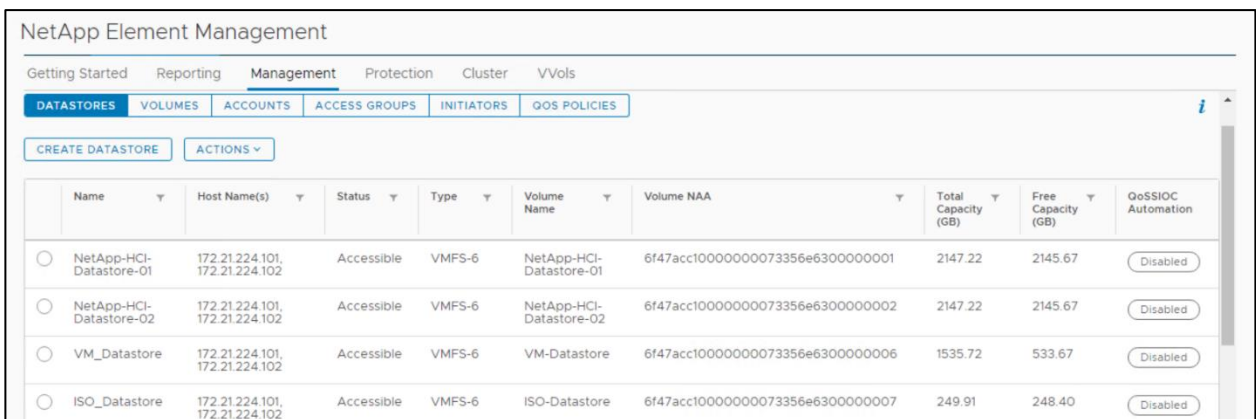 NetApp Element Management
Getting Started Reporting Management Protection Cluster VVols
DATASTORES VOLUMES ACCOUNTS ACCESS GROUPS INITIATORS QOS POLICIES i
CREATE DATASTORE ACTIONS
Name Host Name(s) Status Type Volume Name Volume NAA Total Capacity (GB) Free Capacity (GB) QoSSIOC Automation
NetApp-HCI- 172.21.224.101, Accessible VMFS-6 NetApp-HCI- 6f47acc10000000073356e6300000001 2147.22 2145.67 Disabled
Datastore-01 172.21.224.102 Datastore-01
NetApp-HCI- 172.21.224.101, Accessible VMFS-6 NetApp-HCI- 6f47acc10000000073356e6300000002 2147.22 2145.67 Disabled
Datastore-02 172.21.224.102 Datastore-02
VM_Datastore 172.21.224.101, Accessible VMFS-6 VM-Datastore 6f47acc10000000073356e6300000006 1535.72 533.67 Disabled
172.21.224.102
ISO_Datastore 172.21.224.101, Accessible VMFS-6 ISO-Datastore 6f47acc10000000073356e6300000007 249.91 248.40 Disabled
172.21.224.102